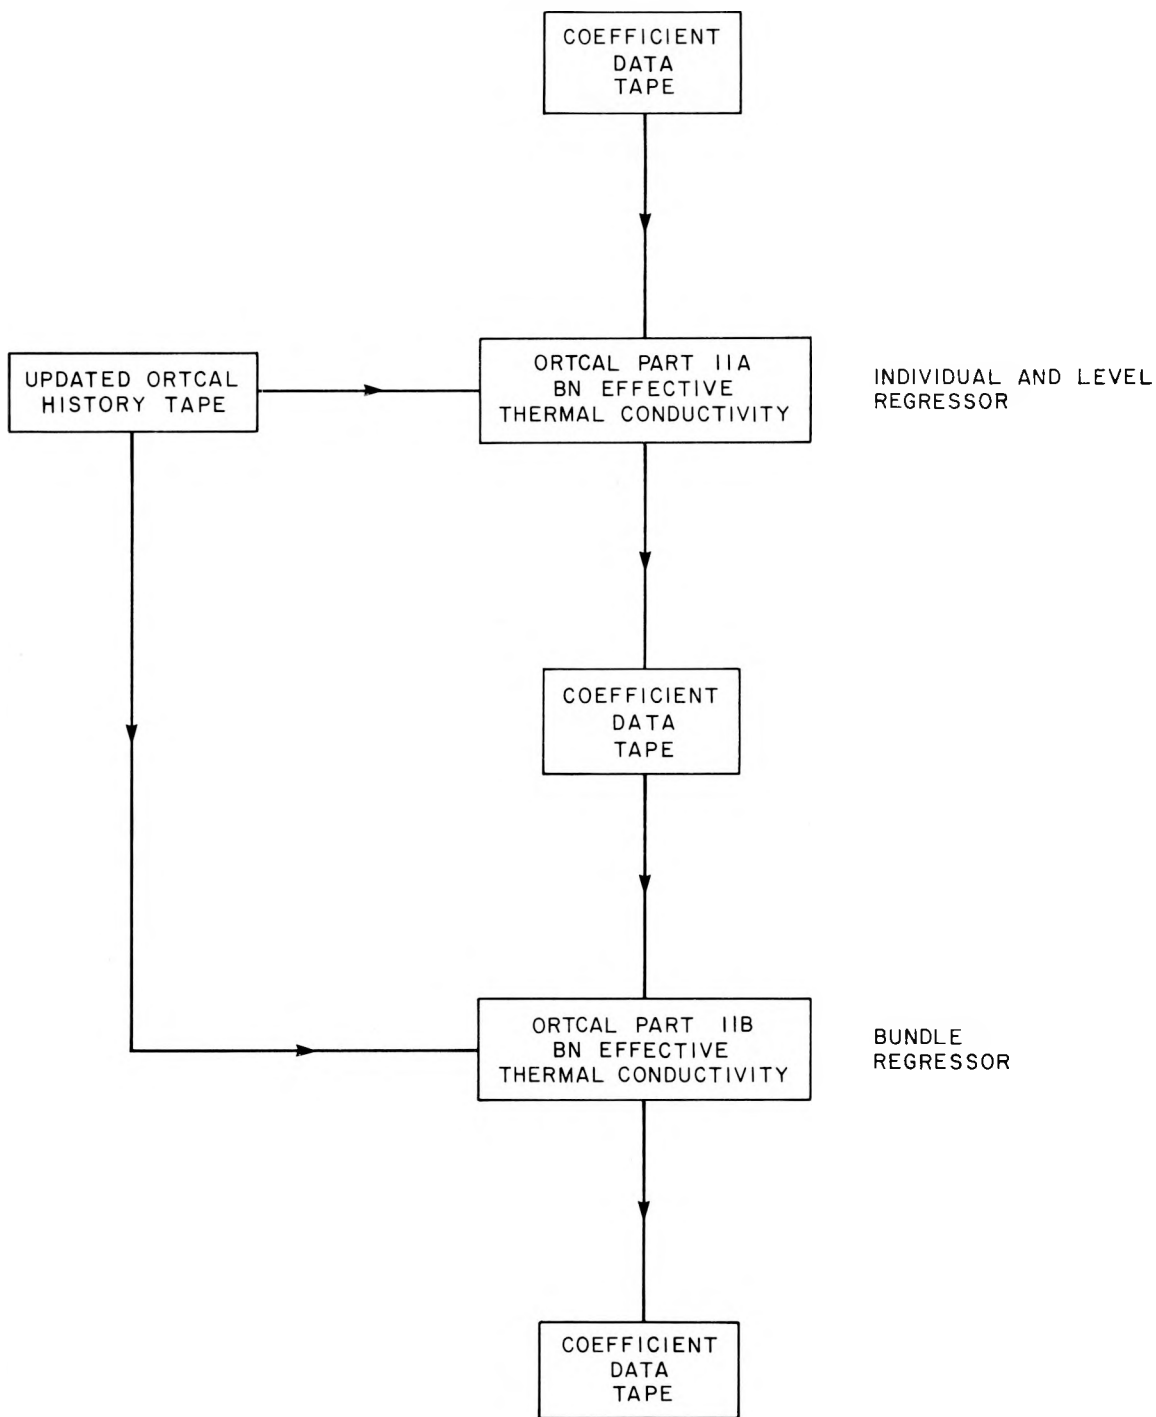 COEFFICIENT
DATA
TAPE
UPDATED ORTCAL
HISTORY TAPE
ORTCAL PART IIA
BN EFFECTIVE
THERMAL CONDUCTIVITY
INDIVIDUAL AND LEVEL
REGRESSOR
COEFFICIENT
DATA
TAPE
ORTCAL PART IIB
BN EFFECTIVE
THERMAL CONDUCTIVITY
BUNDLE
REGRESSOR
COEFFICIENT
DATA
TAPE